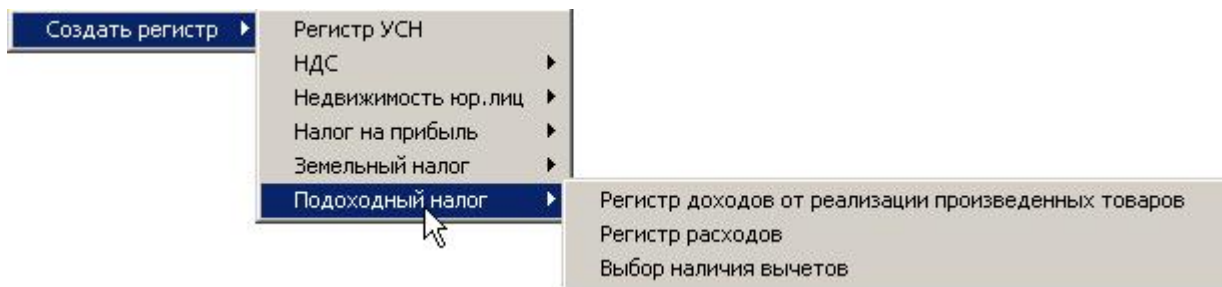 Создать регистр
Регистр УСН
НДС
Недвижимость юр.лиц
Налог на прибыль
Земельный налог
Подоходный налог
Регистр доходов от реализации произведенных товаров
Регистр расходов
Выбор наличия вычетов